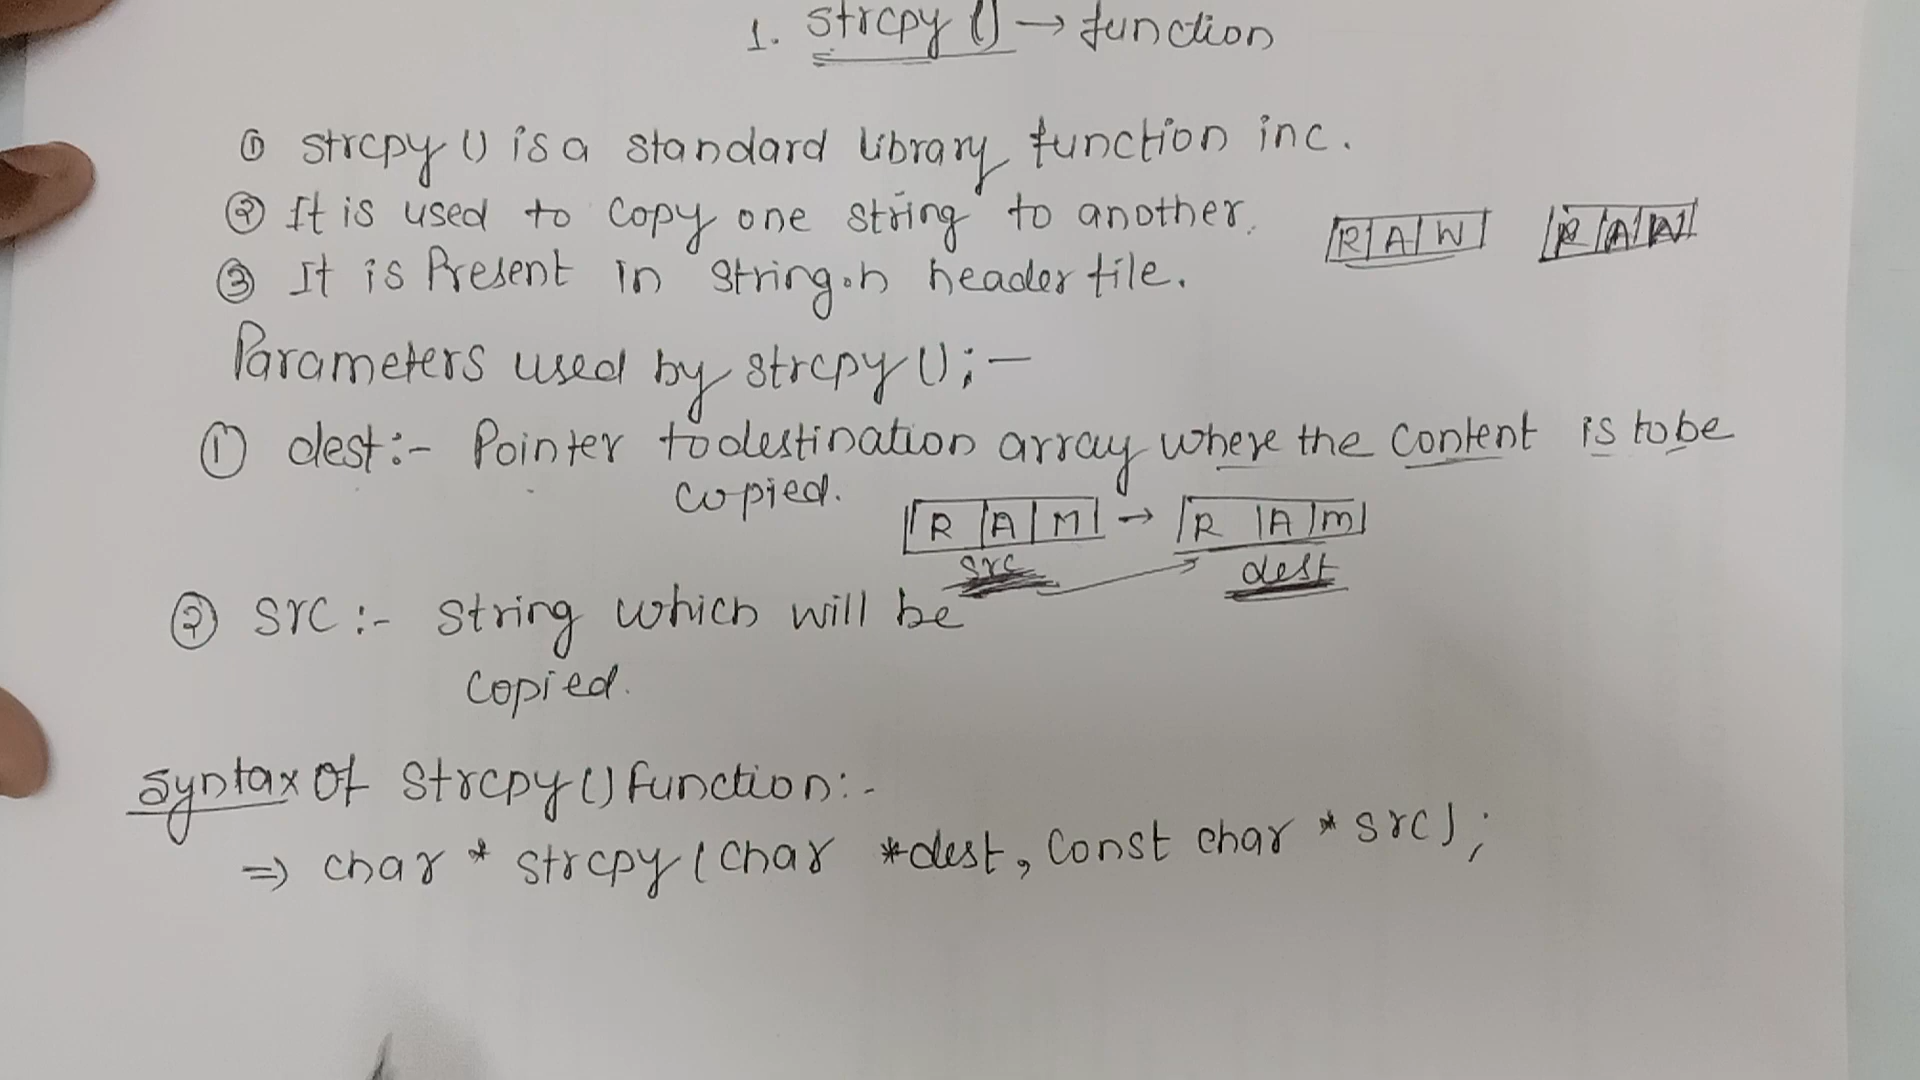 1. strcpy () → function
① strcpy () is a standard library function inc.
② It is used to copy one string to another.
R A W R A W
③ It is Present in string.h header file.
Parameters used by strcpy () ; -
① dest :- Pointer to destination array where the content is to be
copied.
R A M → R A m
src dest
② src :- string which will be
copied.
Syntax Of Strcpy () function :-
=> char * strcpy (char *dest, Const char * src) ;